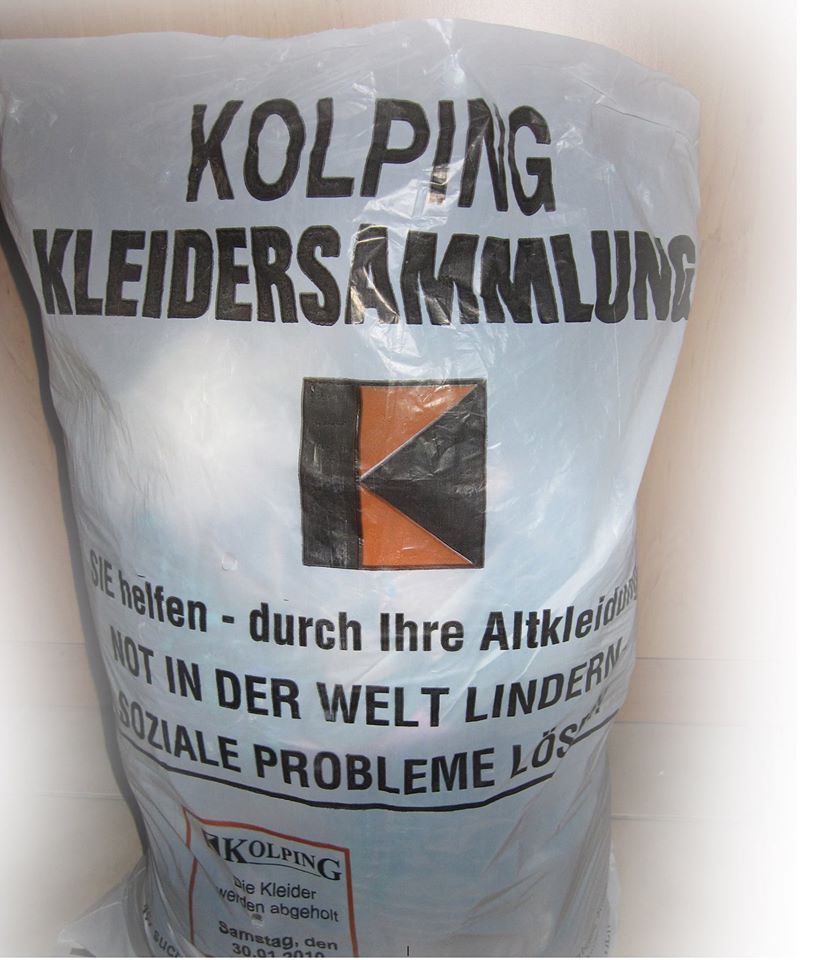 KOLPING
KLEIDERSAMMLUNG
SIE helfen - durch Ihre Altkleidung
NOT IN DER WELT LINDERN-
SOZIALE PROBLEME
KOLPING
Die Kleider
werden abgeholt
Samstag, den
30.01.2010